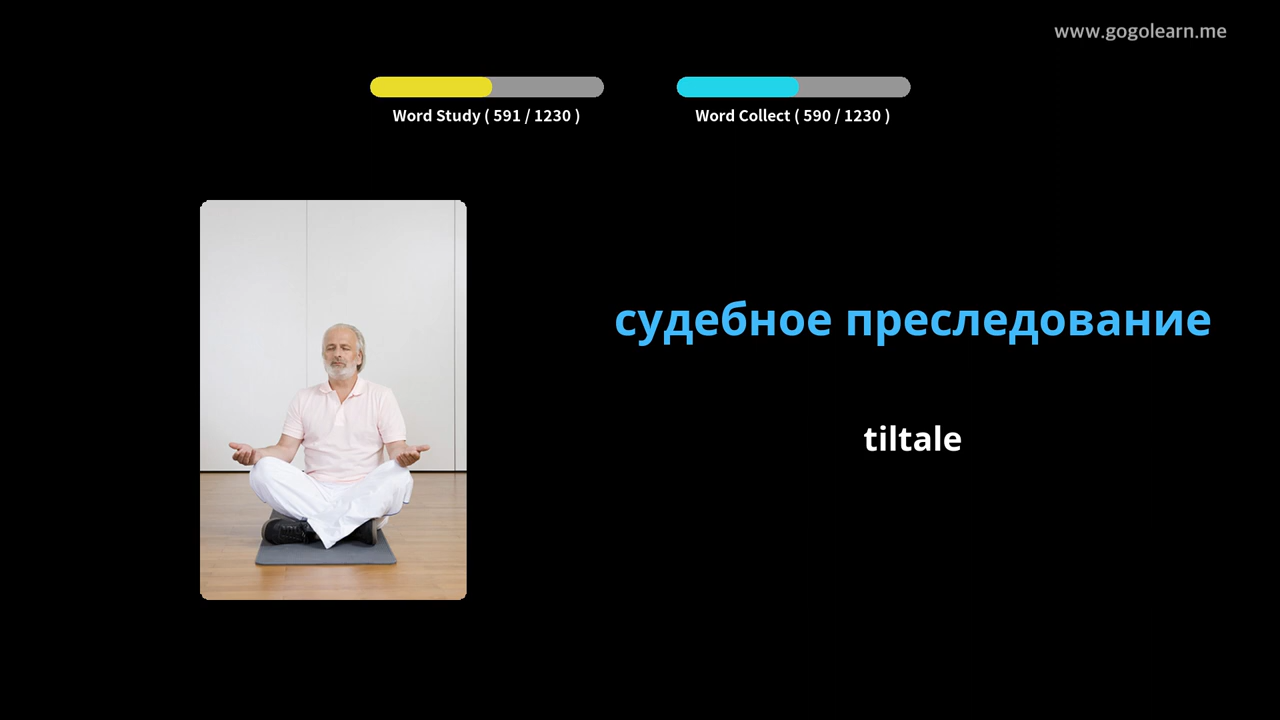 www.gogolearn.me
Word Study ( 591 / 1230 )
Word Collect ( 590 / 1230 )
судебное преследование
tiltale